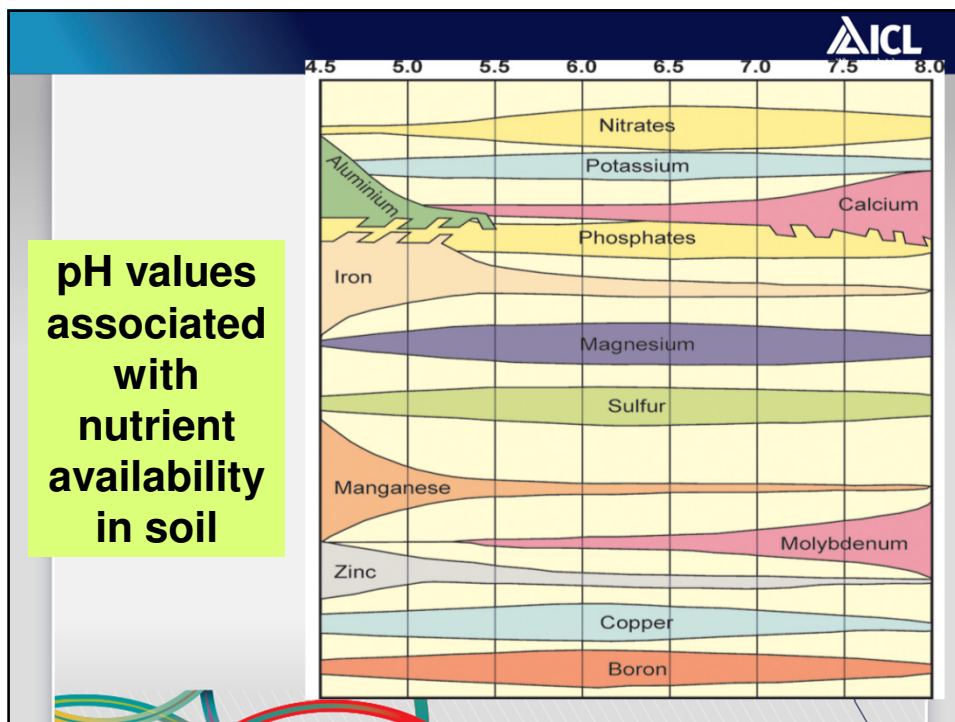 ICL
4.5 5.0 5.5 6.0 6.5 7.0 7.5 8.0
Nitrates
Potassium
Aluminium
Calcium
Phosphates
Iron
Magnesium
Sulfur
Manganese
Molybdenum
Zinc
Copper
Boron
pH values
associated
with
nutrient
availability
in soil